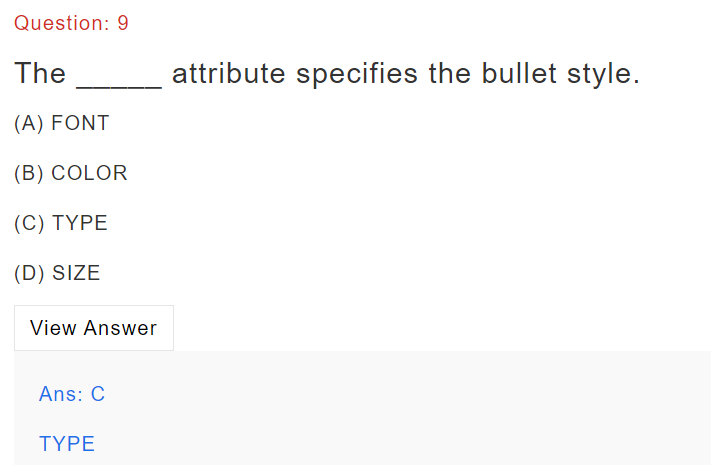 Question: 9
The _____ attribute specifies the bullet style.
(A) FONT
(B) COLOR
(C) TYPE
(D) SIZE
View Answer
Ans: C
TYPE